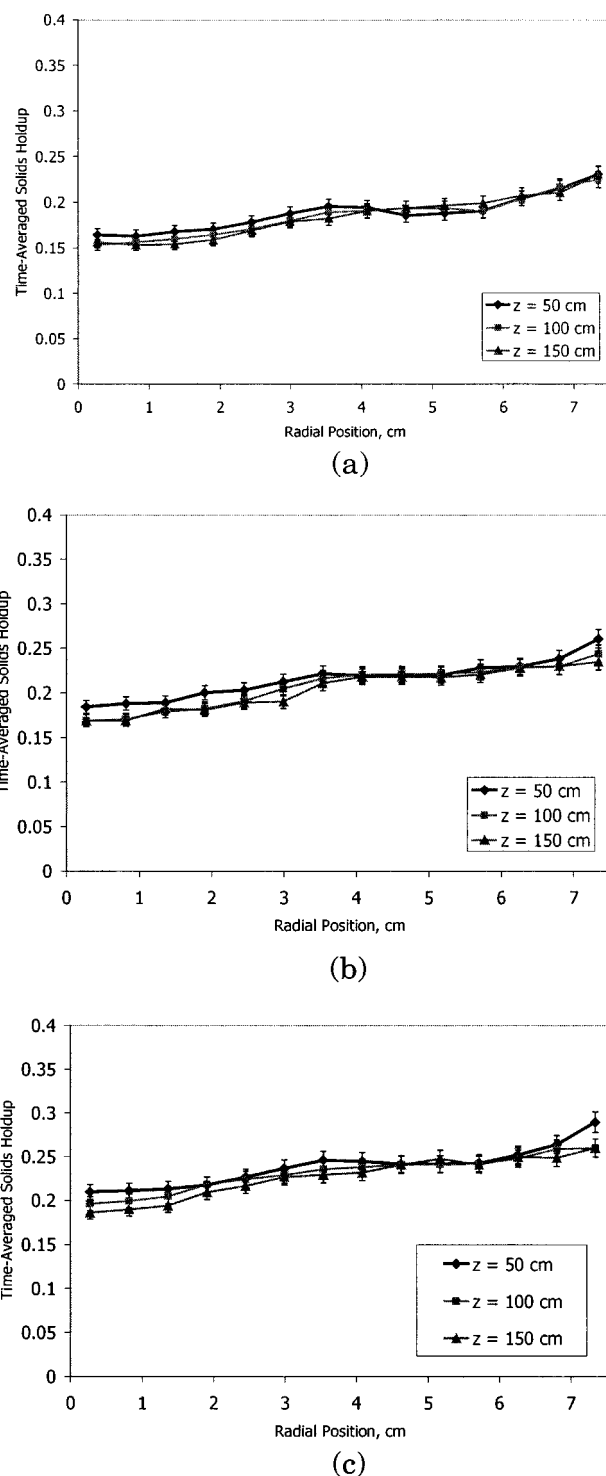 0.4
0.35
0.3
0.25
0.2
0.15
0.1
0.05
0
Time-Averaged Solids Holdup
z = 50 cm
z = 100 cm
z = 150 cm
0 1 2 3 4 5 6 7
Radial Position, cm
(a)
0.4
0.35
0.3
0.25
0.2
0.15
0.1
0.05
0
Time-Averaged Solids Holdup
z = 50 cm
z = 100 cm
z = 150 cm
0 1 2 3 4 5 6 7
Radial Position, cm
(b)
0.4
0.35
0.3
0.25
0.2
0.15
0.1
0.05
0
Time-Averaged Solids Holdup
z = 50 cm
z = 100 cm
z = 150 cm
0 1 2 3 4 5 6 7
Radial Position, cm
(c)